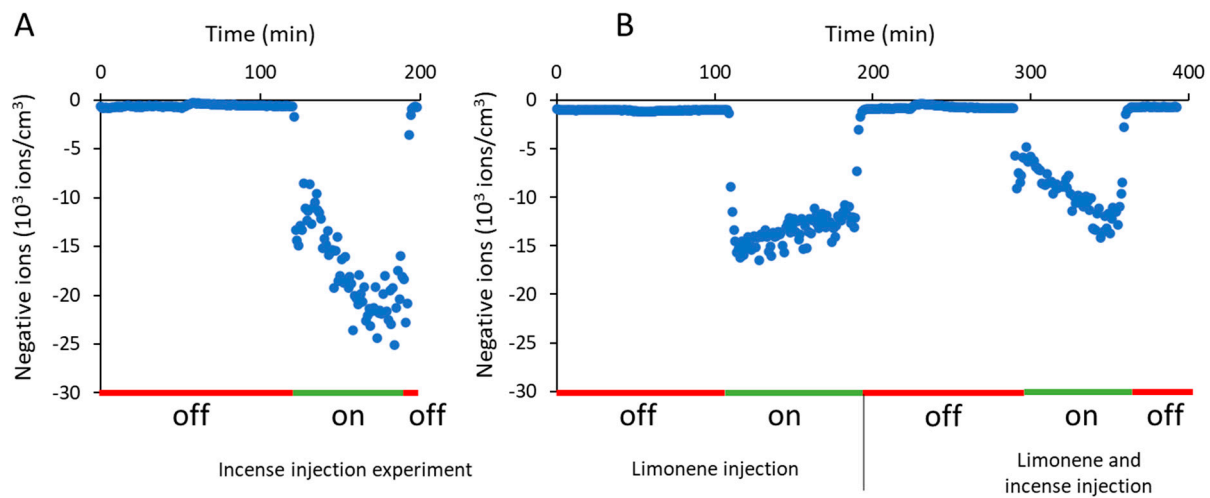 A
Time (min)
0 100 200
0
-5
-10
-15
-20
-25
-30
Negative ions (10³ ions/cm³)
off on off
Incense injection experiment
B
Time (min)
0 100 200 300 400
0
-5
-10
-15
-20
-25
-30
Negative ions (10³ ions/cm³)
off on off on off
Limonene injection
Limonene and
incense injection